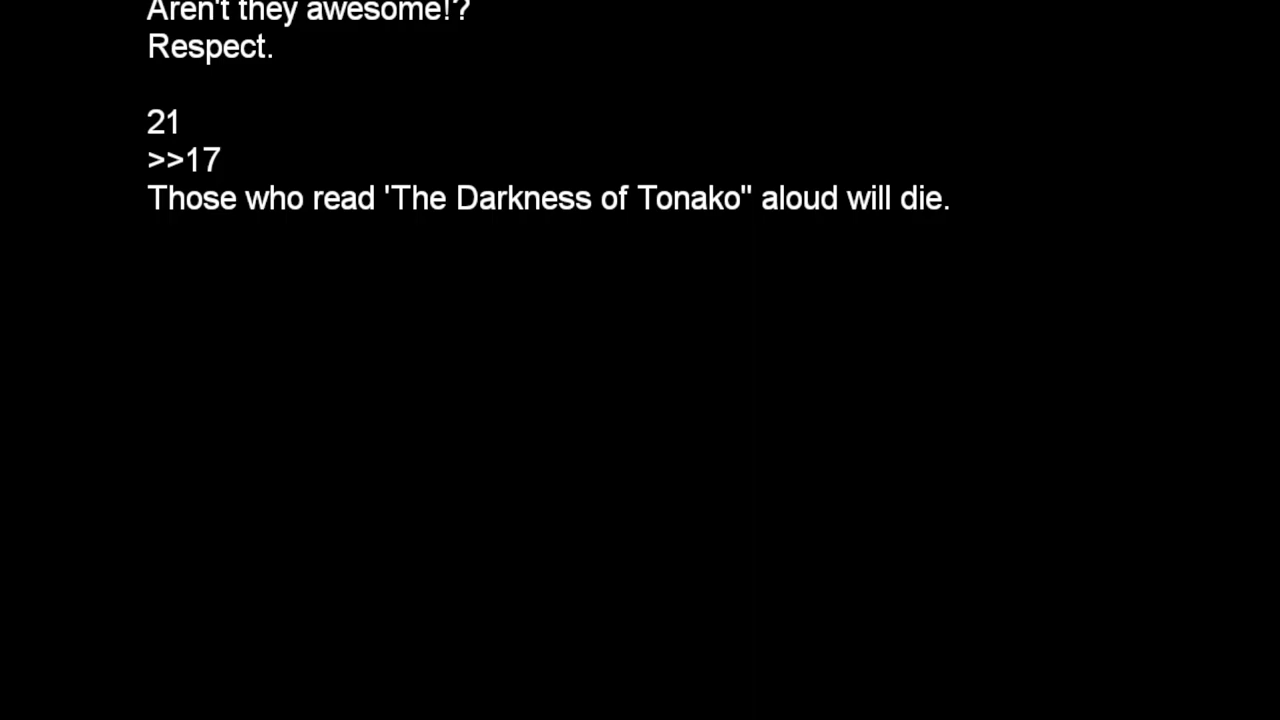 Aren't they awesome!?
Respect.
21
>>17
Those who read 'The Darkness of Tonako" aloud will die.